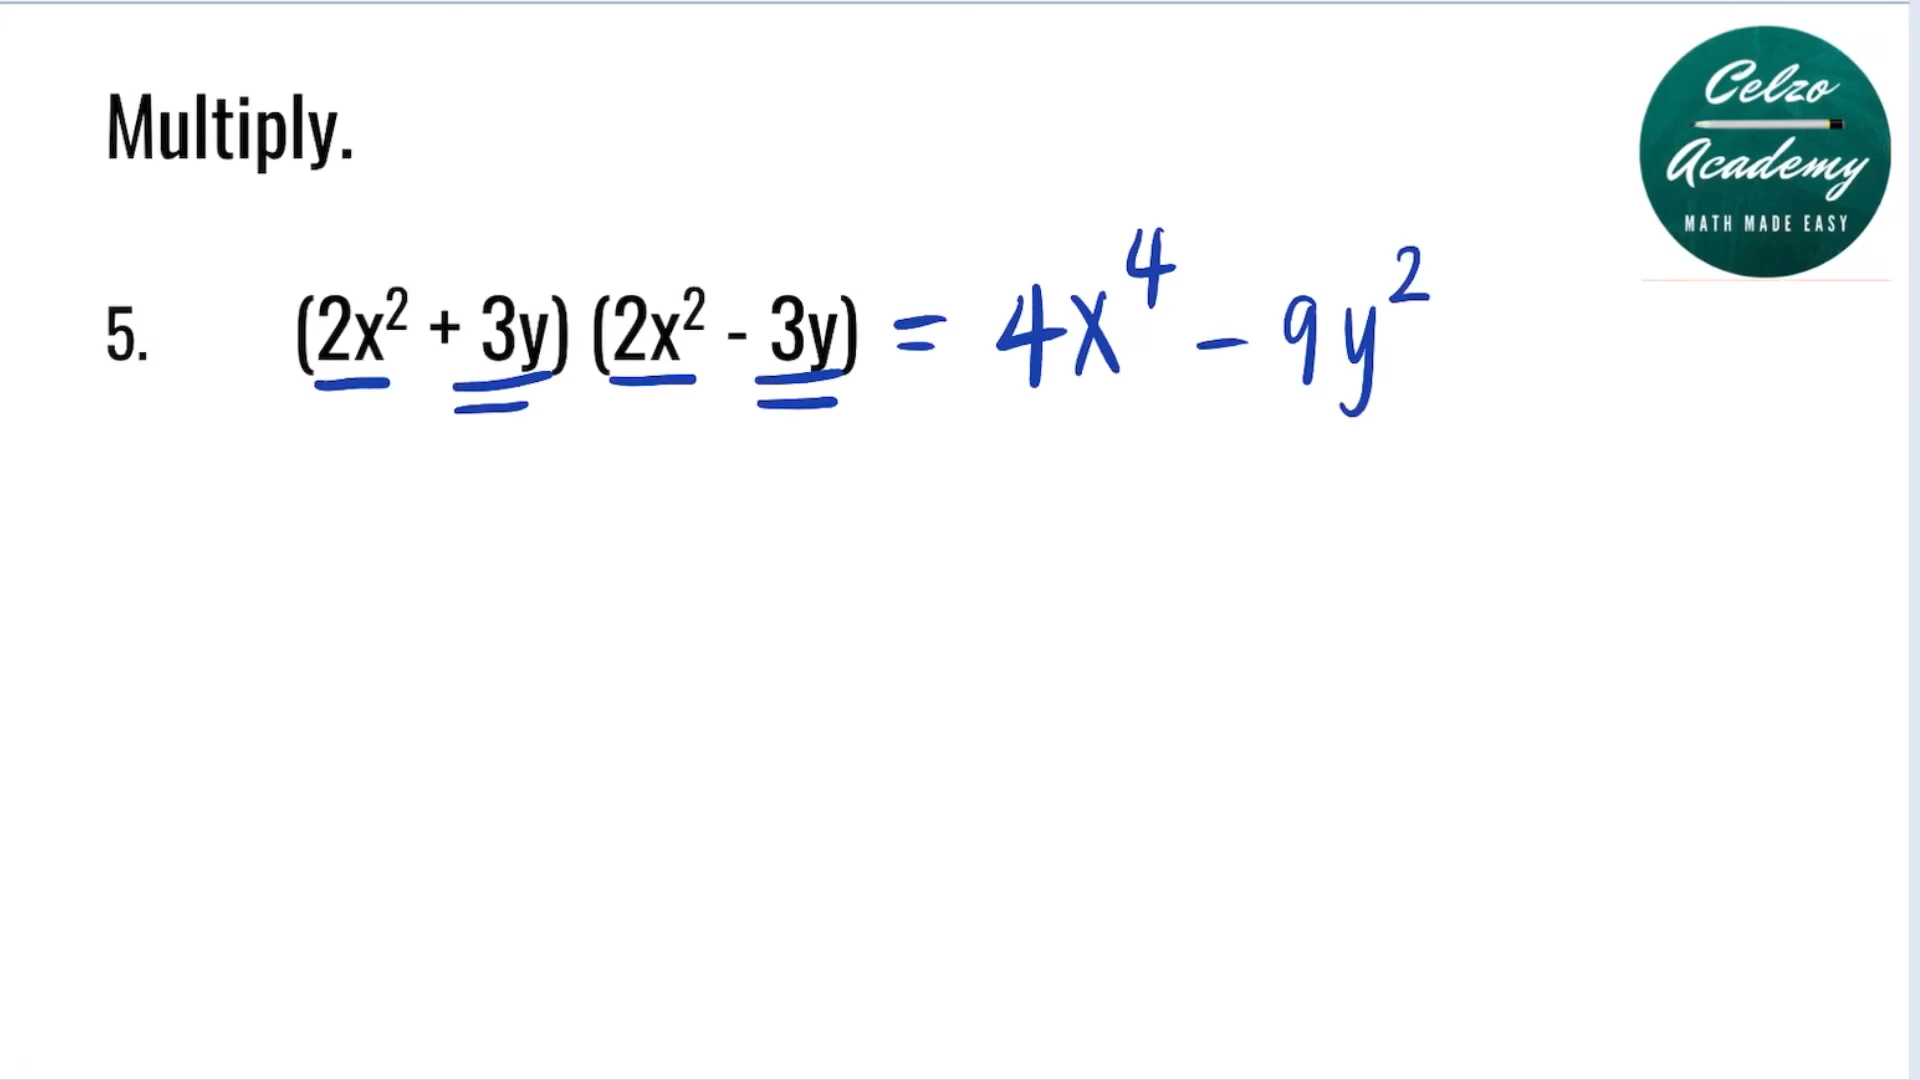 Celzo
Academy
MATH MADE EASY
Multiply.
5. (2x² + 3y) (2x² - 3y) = 4x⁴ - 9y²